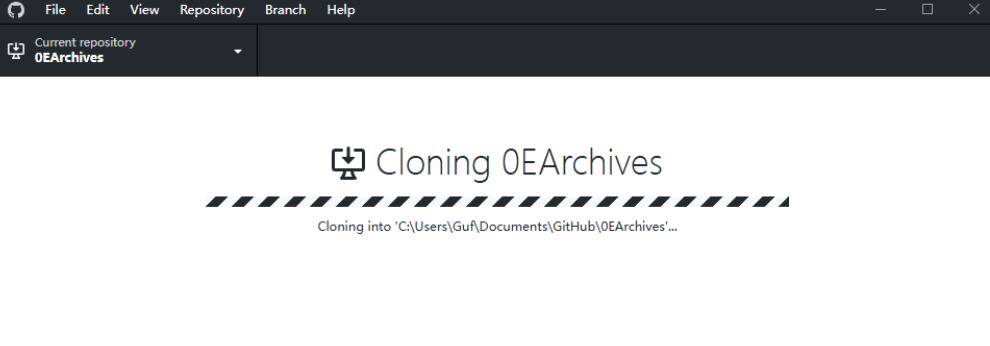 File Edit View Repository Branch Help
Current repository
0EArchives
Cloning 0EArchives
Cloning into 'C:\Users\Guf\Documents\GitHub\0EArchives'...